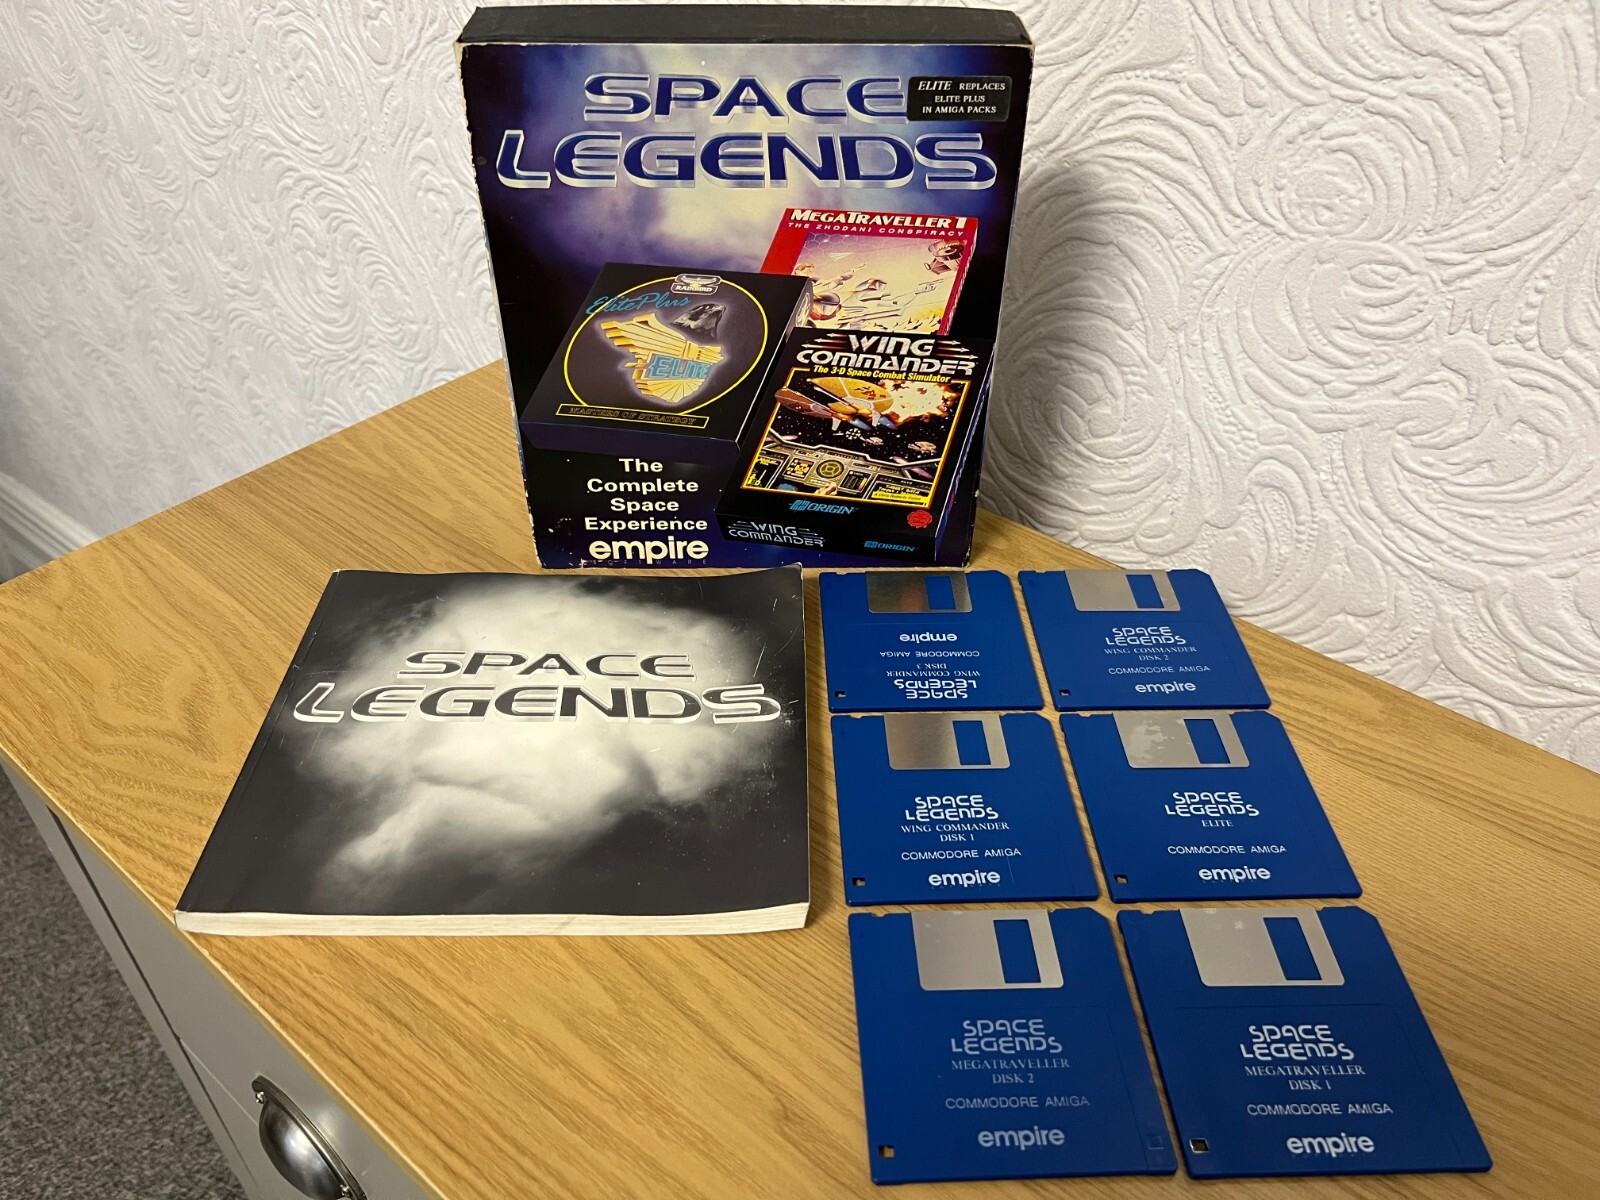 SPACE
LEGENDS
ELITE REPLACES
ELITE PLUS
IN AMIGA PACKS
MEGATRAVELLER 1
THE ZHODANI CONSPIRACY
RAINBIRD
Elite Plus
ELITE
MASTERS OF STRATEGY
WING
COMMANDER
The 3-D Space Combat Simulator
ORIGIN
WING
COMMANDER
ORIGIN
The
Complete
Space
Experience
empire
SOFTWARE
SPACE
LEGENDS
SPACE
LEGENDS
WING COMMANDER
DISK 3
COMMODORE AMIGA
empire
SPACE
LEGENDS
WING COMMANDER
DISK 2
COMMODORE AMIGA
empire
SPACE
LEGENDS
WING COMMANDER
DISK 1
COMMODORE AMIGA
empire
SPACE
LEGENDS
ELITE
COMMODORE AMIGA
empire
SPACE
LEGENDS
MEGATRAVELLER
DISK 2
COMMODORE AMIGA
empire
SPACE
LEGENDS
MEGATRAVELLER
DISK 1
COMMODORE AMIGA
empire